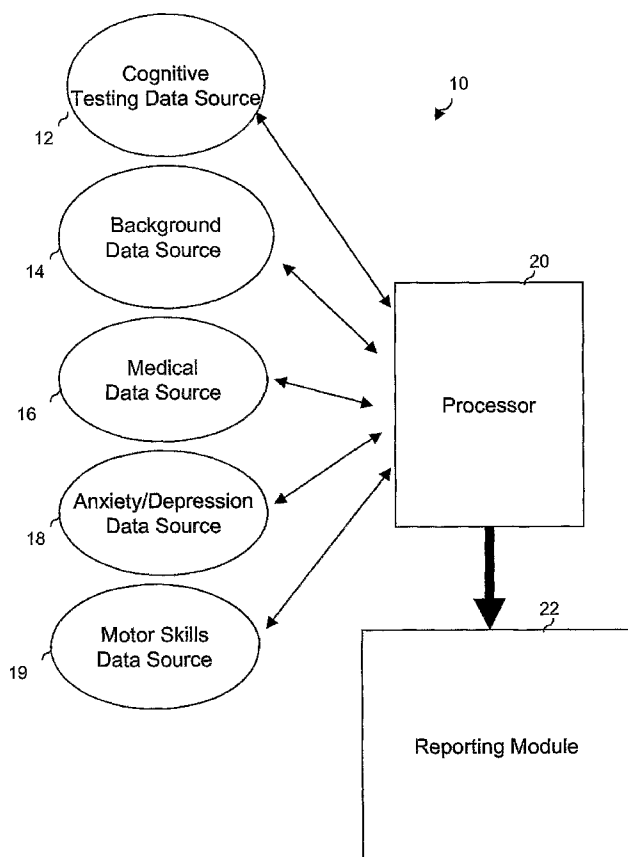 Cognitive
Testing Data Source
12
10
Background
Data Source
14
20
Processor
Medical
Data Source
16
Anxiety/Depression
Data Source
18
Motor Skills
Data Source
19
22
Reporting Module